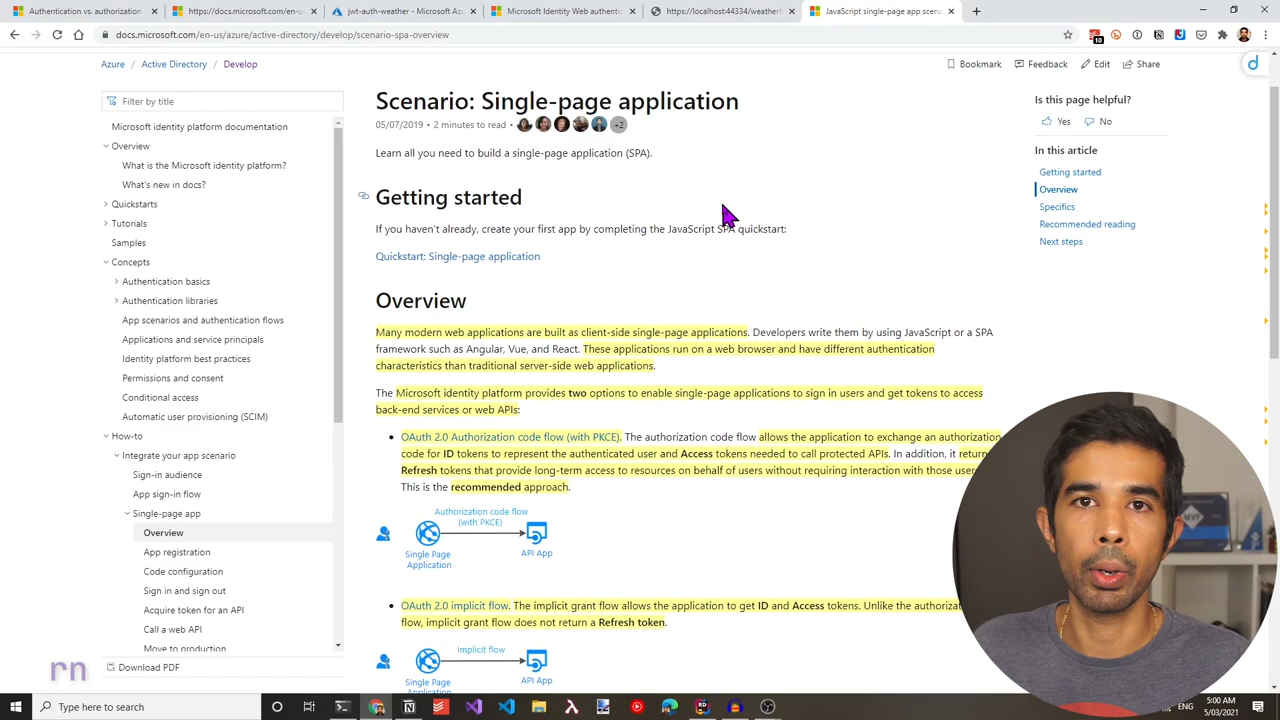 Authentication vs. authorization
https://docs.microsoft.com/en-us
jwt-auth-weather - Microsoft Az
Microsoft Identity Web authentic
https://localhost:44334/weatherf
JavaScript single-page app scena
docs.microsoft.com/en-us/azure/active-directory/develop/scenario-spa-overview
10
Azure / Active Directory / Develop
Bookmark Feedback Edit Share
Filter by title
Microsoft identity platform documentation
Overview
What is the Microsoft identity platform?
What's new in docs?
Quickstarts
Tutorials
Samples
Concepts
Authentication basics
Authentication libraries
App scenarios and authentication flows
Applications and service principals
Identity platform best practices
Permissions and consent
Conditional access
Automatic user provisioning (SCIM)
How-to
Integrate your app scenario
Sign-in audience
App sign-in flow
Single-page app
Overview
App registration
Code configuration
Sign in and sign out
Acquire token for an API
Call a web API
Move to production
Download PDF
Scenario: Single-page application
05/07/2019 • 2 minutes to read • +2
Learn all you need to build a single-page application (SPA).
Getting started
If you haven't already, create your first app by completing the JavaScript SPA quickstart:
Quickstart: Single-page application
Overview
Many modern web applications are built as client-side single-page applications. Developers write them by using JavaScript or a SPA
framework such as Angular, Vue, and React. These applications run on a web browser and have different authentication
characteristics than traditional server-side web applications.
The Microsoft identity platform provides two options to enable single-page applications to sign in users and get tokens to access
back-end services or web APIs:
• OAuth 2.0 Authorization code flow (with PKCE). The authorization code flow allows the application to exchange an authorization
code for ID tokens to represent the authenticated user and Access tokens needed to call protected APIs. In addition, it return
Refresh tokens that provide long-term access to resources on behalf of users without requiring interaction with those user
This is the recommended approach.
Authorization code flow
(with PKCE)
Single Page
Application
API App
• OAuth 2.0 implicit flow. The implicit grant flow allows the application to get ID and Access tokens. Unlike the authoriza
flow, implicit grant flow does not return a Refresh token.
Implicit flow
Single Page
Application
API App
Is this page helpful?
Yes No
In this article
Getting started
Overview
Specifics
Recommended reading
Next steps
rn
Type here to search
ENG
5:00 AM
5/03/2021